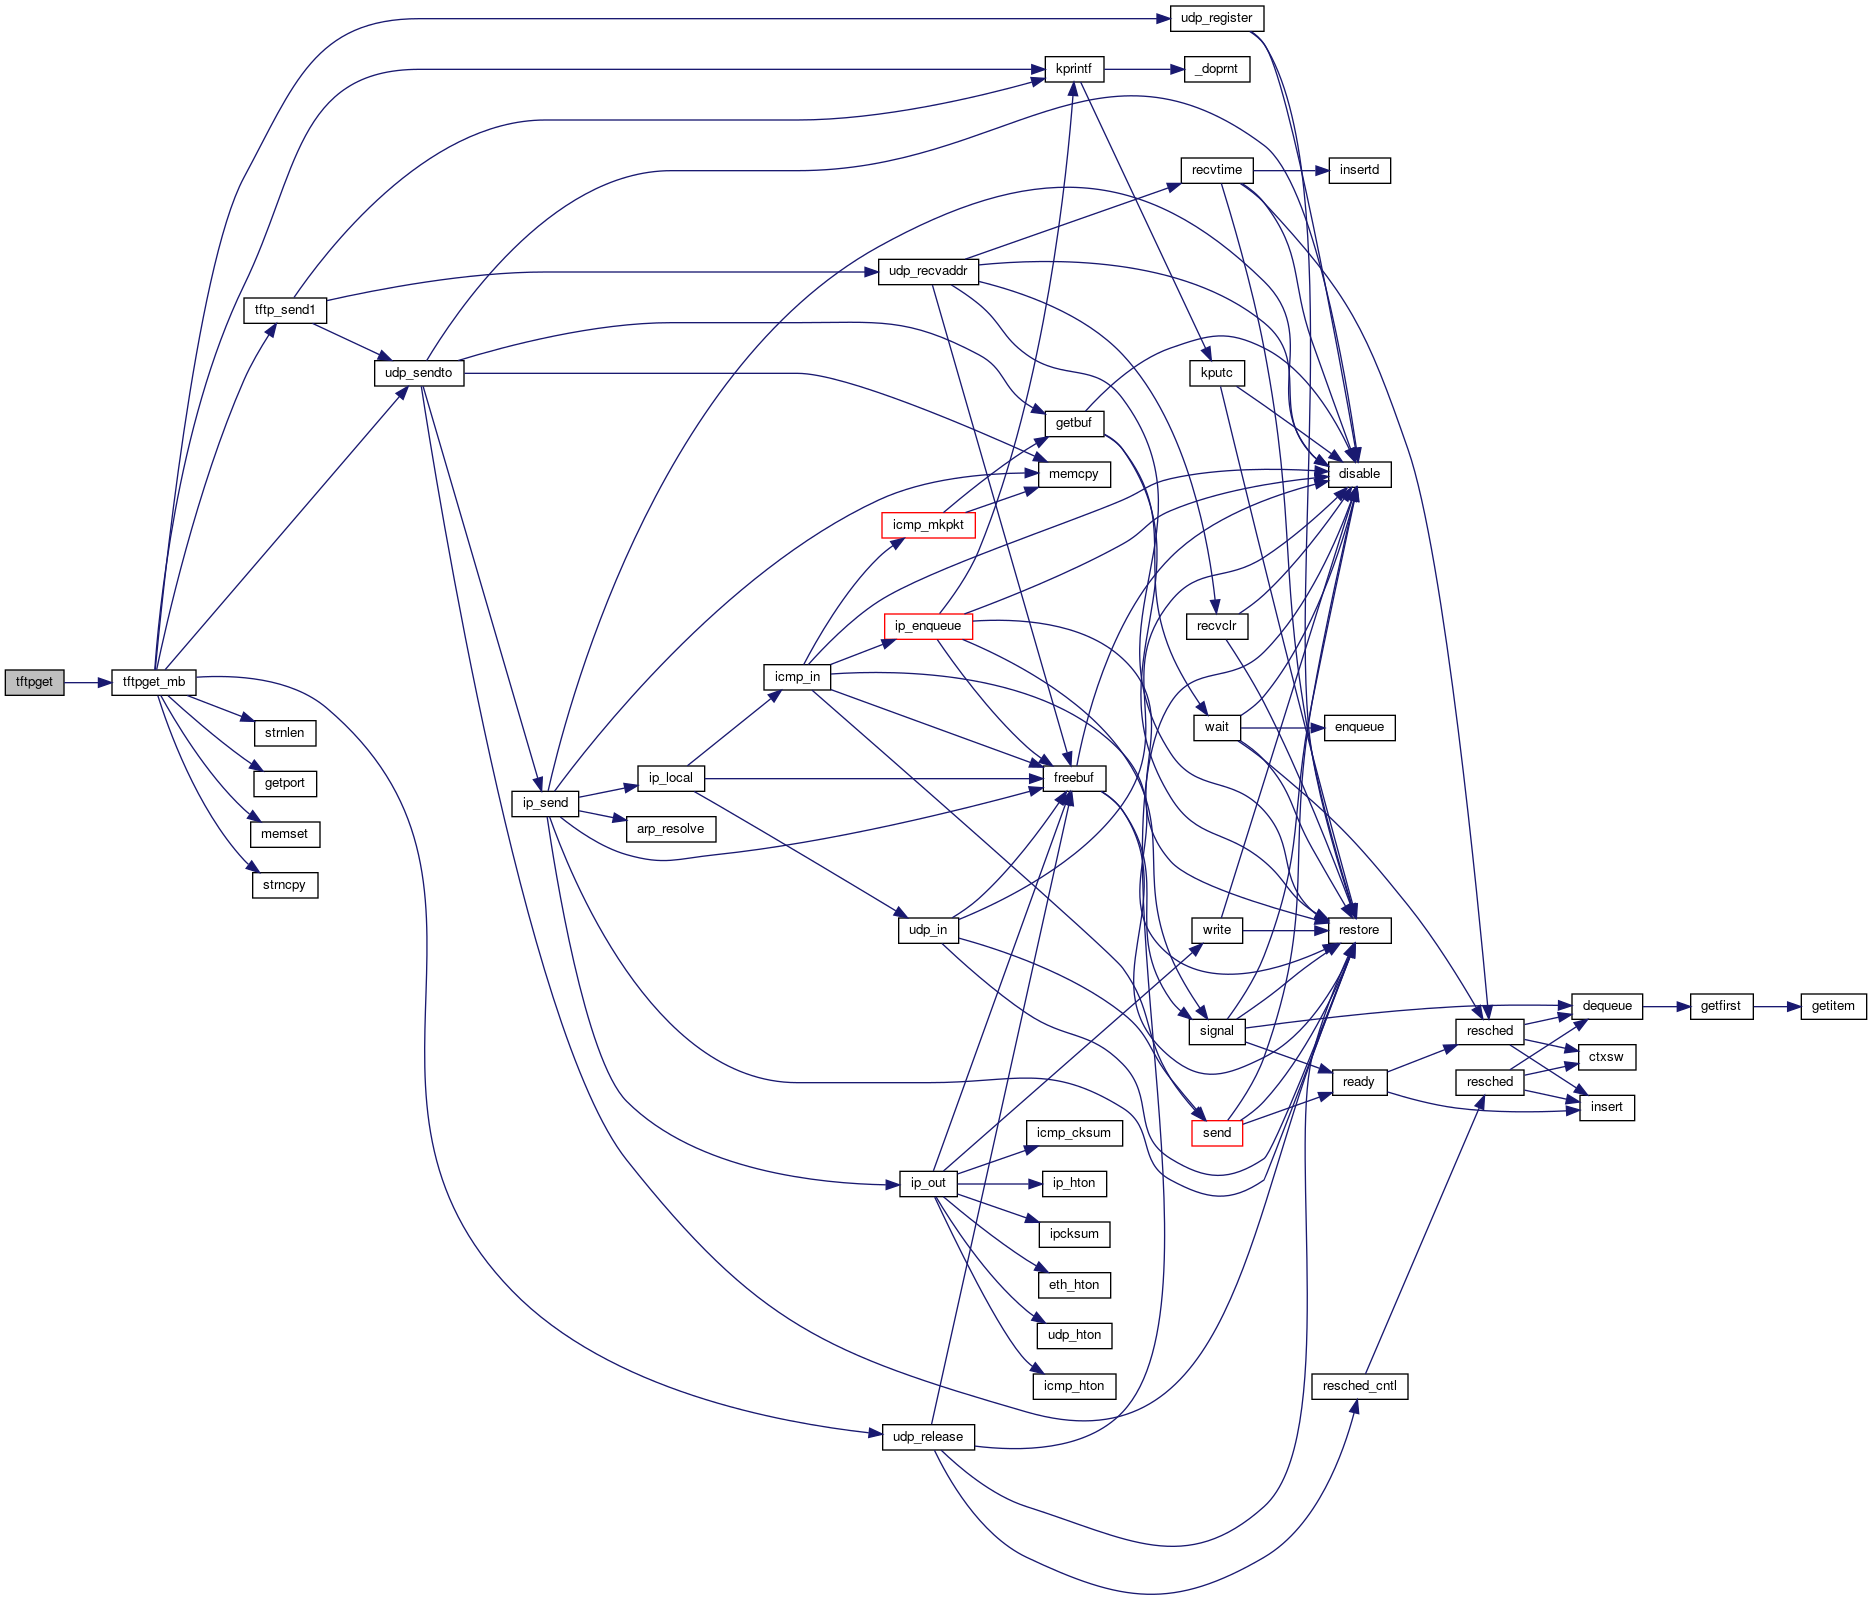 udp_register
kprintf
_doprnt
recvtime
insertd
udp_recvaddr
tftp_send1
udp_sendto
kputc
getbuf
memcpy
disable
icmp_mkpkt
ip_enqueue
recvclr
icmp_in
tftpget
tftpget_mb
strnlen
wait
enqueue
getport
ip_local
freebuf
ip_send
memset
arp_resolve
strncpy
udp_in
write
restore
dequeue
getfirst
getitem
signal
resched
ctxsw
ready
resched
insert
send
icmp_cksum
ip_out
ip_hton
ipcksum
eth_hton
udp_hton
icmp_hton
resched_cntl
udp_release